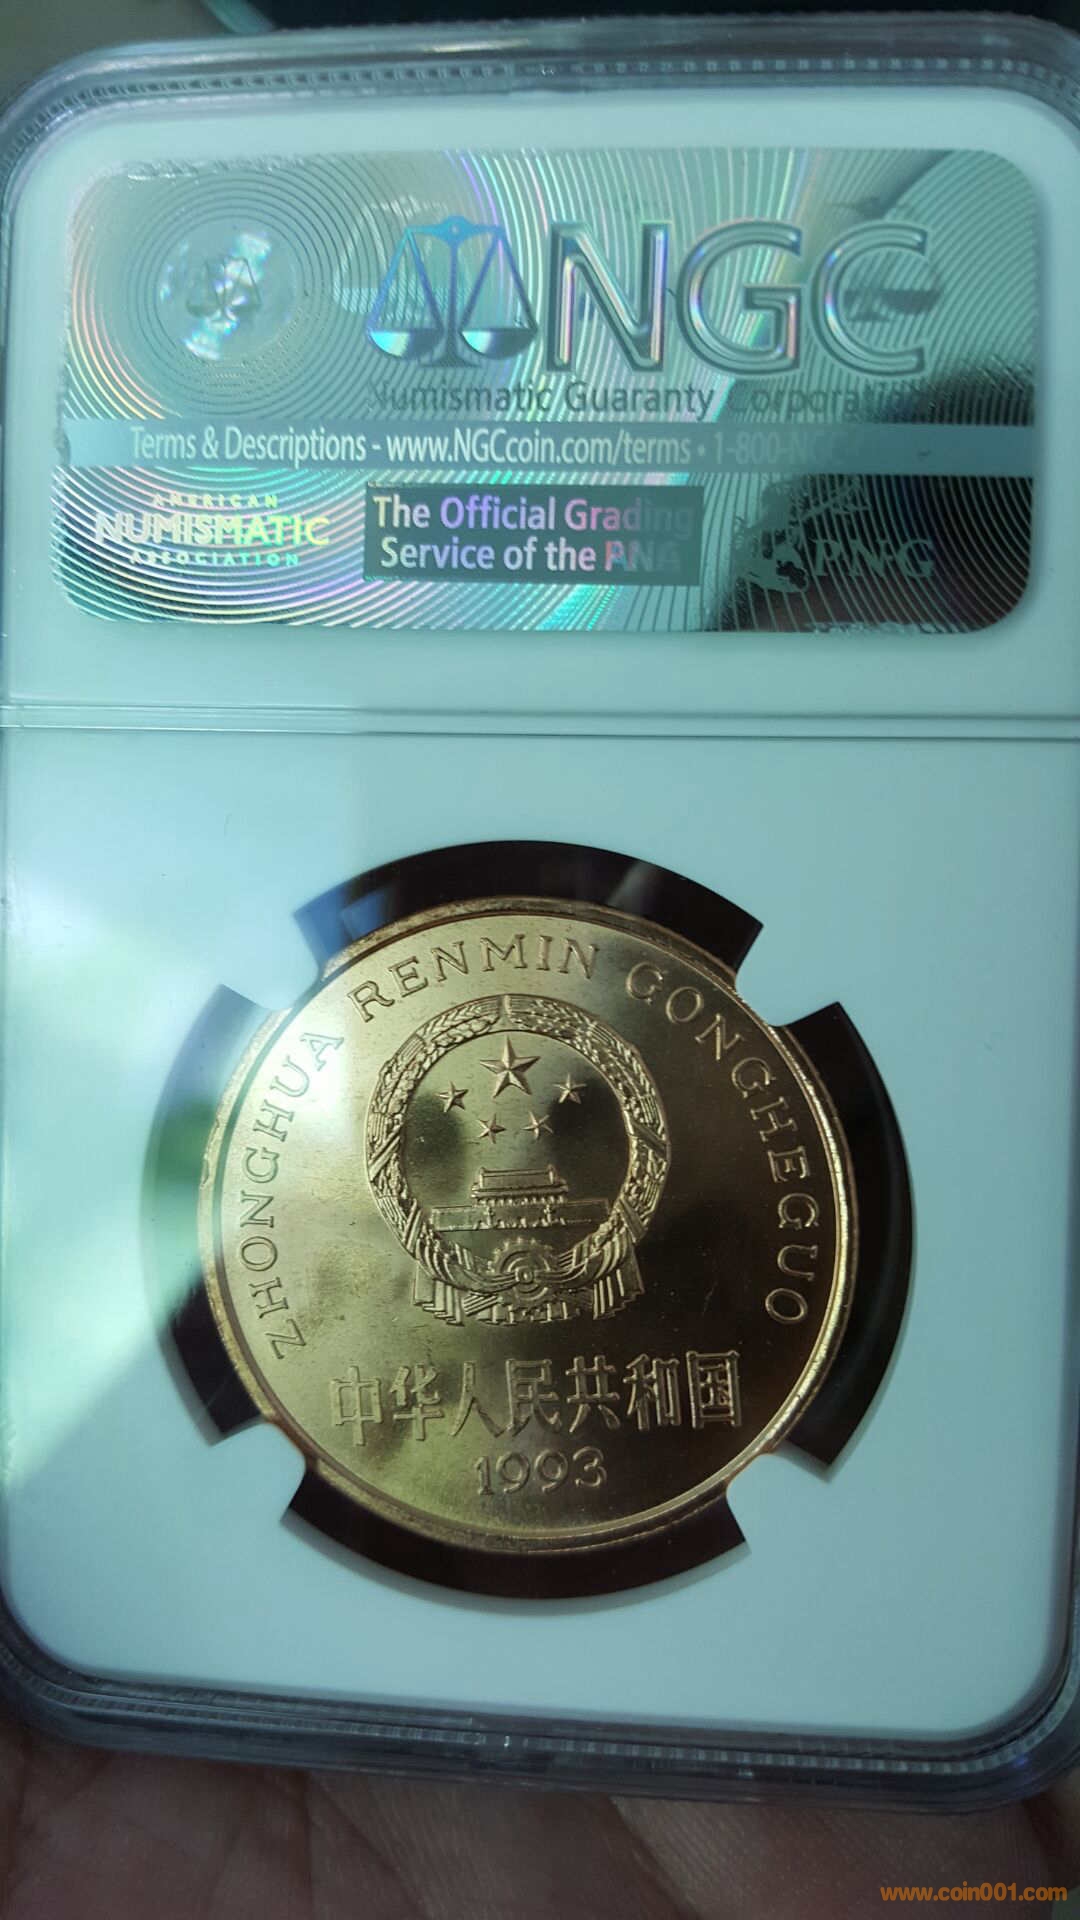 NGC
Numismatic Guaranty Corporation
Terms & Descriptions - www.NGCcoin.com/terms • 1-800-NGC
AMERICAN
NUMISMATIC
ASSOCIATION
The Official Grading
Service of the PNG
ZHONGHUA RENMIN GONGHEGUO
中华人民共和国
1993
www.coin001.com